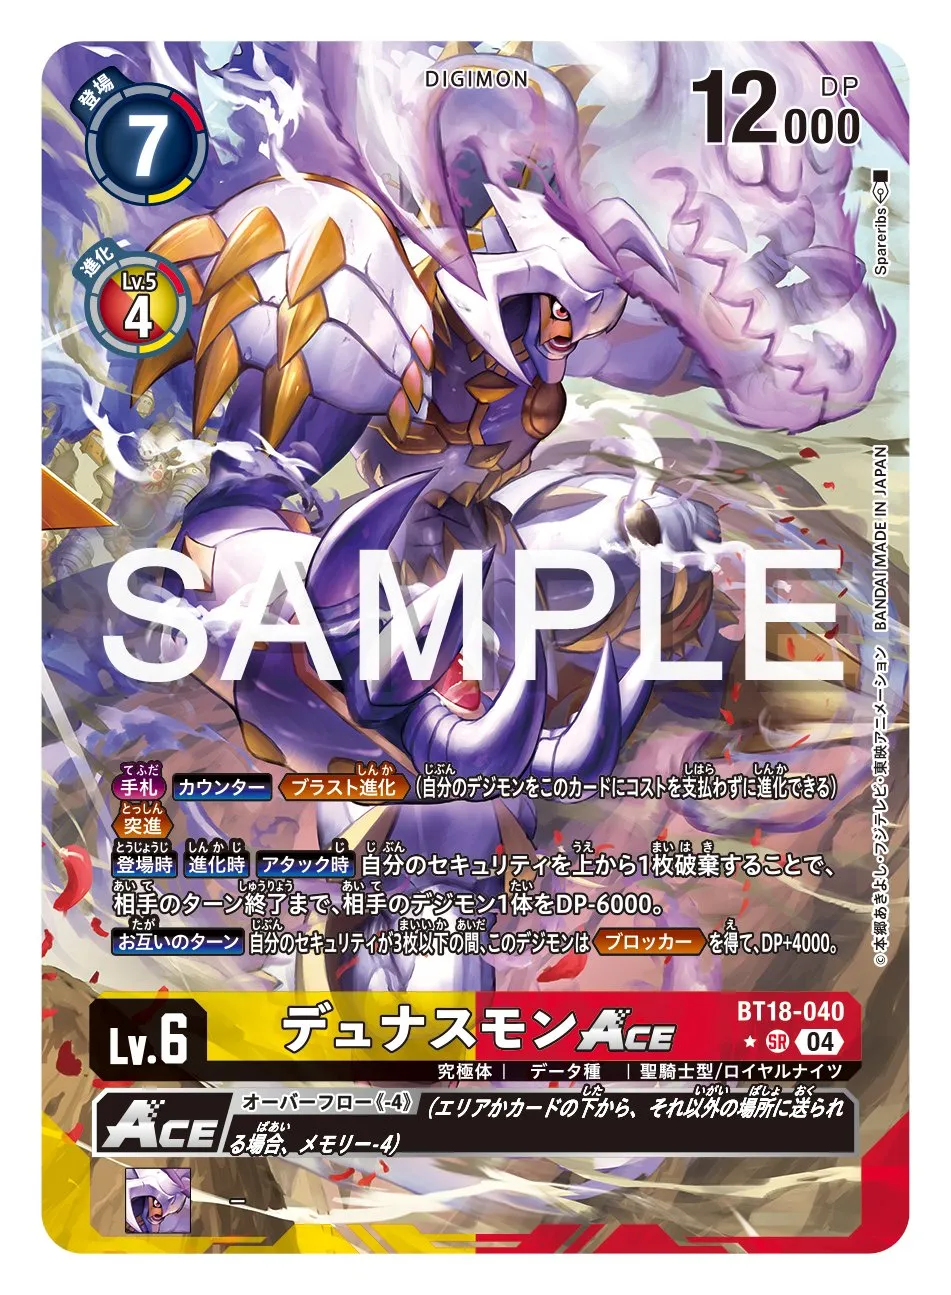 登場
7
DIGIMON
12000
DP
進化
Lv.5
4
Spareribs
SAMPLE
©本郷あきよし・フジテレビ・東映アニメーション BANDAI MADE IN JAPAN
手札 カウンター ブラスト進化 (自分のデジモンをこのカードにコストを支払わずに進化できる)
突進
登場時 進化時 アタック時 自分のセキュリティを上から1枚破棄することで、
相手のターン終了まで、相手のデジモン1体をDP-6000。
お互いのターン 自分のセキュリティが3枚以下の間、このデジモンは ブロッカー を得て、DP+4000。
Lv.6
デュナスモンACE
BT18-040
★ SR 04
究極体 | データ種 | 聖騎士型/ロイヤルナイツ
ACE
オーバーフロー《-4》 (エリアかカードの下から、それ以外の場所に送られ
る場合、メモリー-4)
–